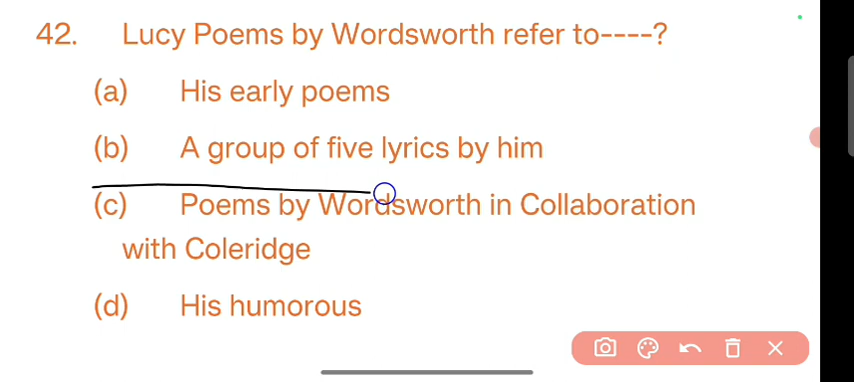 42. Lucy Poems by Wordsworth refer to----?
(a) His early poems
(b) A group of five lyrics by him
(c) Poems by Wordsworth in Collaboration
with Coleridge
(d) His humorous